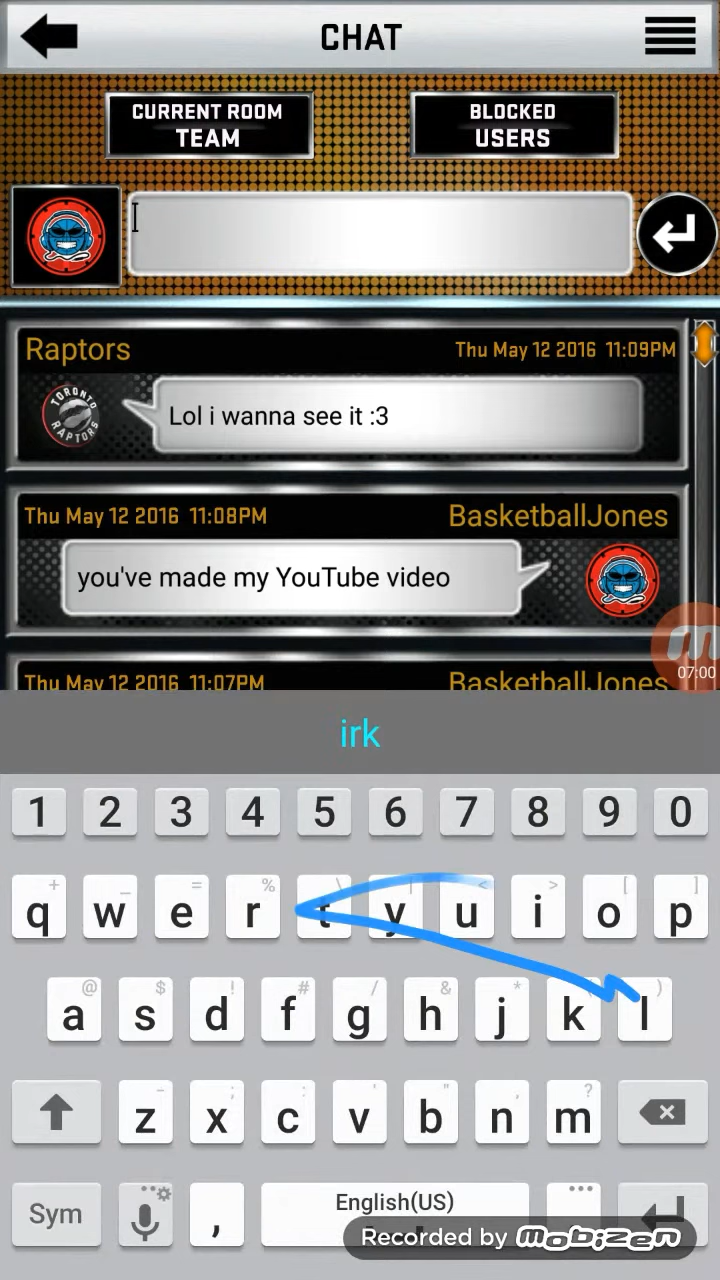 CHAT
CURRENT ROOM
TEAM
BLOCKED
USERS
Raptors
Thu May 12 2016 11:09PM
TORONTO
RAPTORS
Lol i wanna see it :3
Thu May 12 2016 11:08PM
BasketballJones
you've made my YouTube video
07:00
Thu May 12 2016 11:07PM
BasketballJones
irk
1 2 3 4 5 6 7 8 9 0
+ _ = % \ | < > [ ]
q w e r t y u i o p
@ $ ! # / & * ( )
a s d f g h j k l
- ; : ' " , ?
z x c v b n m
Sym
,
English(US)
Recorded by mobizen